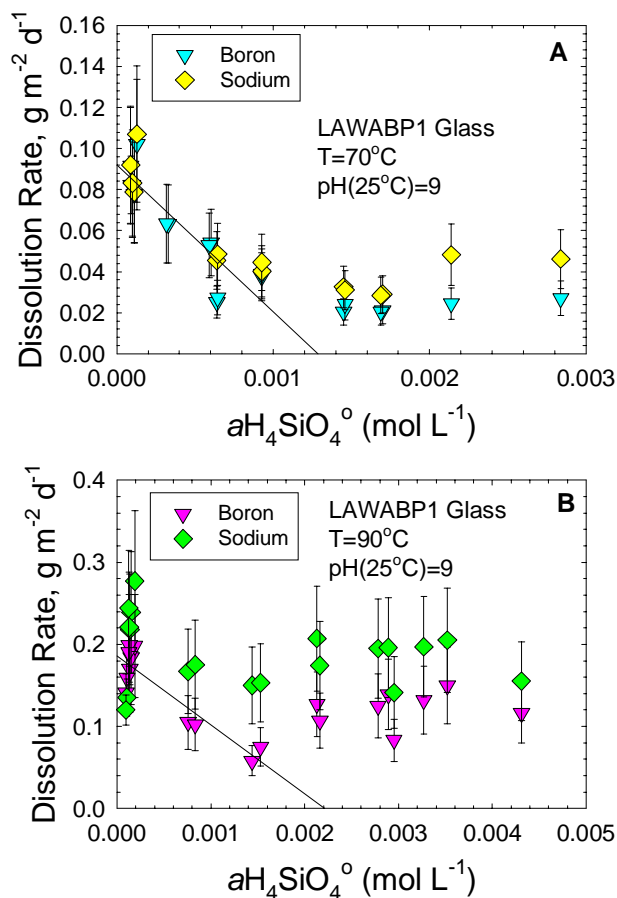 0.16
0.14
0.12
0.10
0.08
0.06
0.04
0.02
0.00
Dissolution Rate, g m⁻² d⁻¹
A
Boron
Sodium
LAWABP1 Glass
T=70°C
pH(25°C)=9
0.000 0.001 0.002 0.003
aH₄SiO₄° (mol L⁻¹)
0.4
0.3
0.2
0.1
0.0
Dissolution Rate, g m⁻² d⁻¹
B
Boron
Sodium
LAWABP1 Glass
T=90°C
pH(25°C)=9
0.000 0.001 0.002 0.003 0.004 0.005
aH₄SiO₄° (mol L⁻¹)